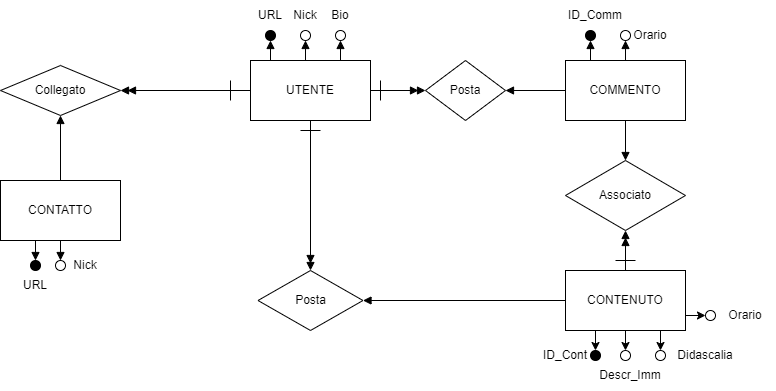 URL Nick Bio
ID_Comm
Orario
Collegato
UTENTE
Posta
COMMENTO
Associato
CONTATTO
Nick
URL
Posta
CONTENUTO
Orario
ID_Cont
Didascalia
Descr_Imm